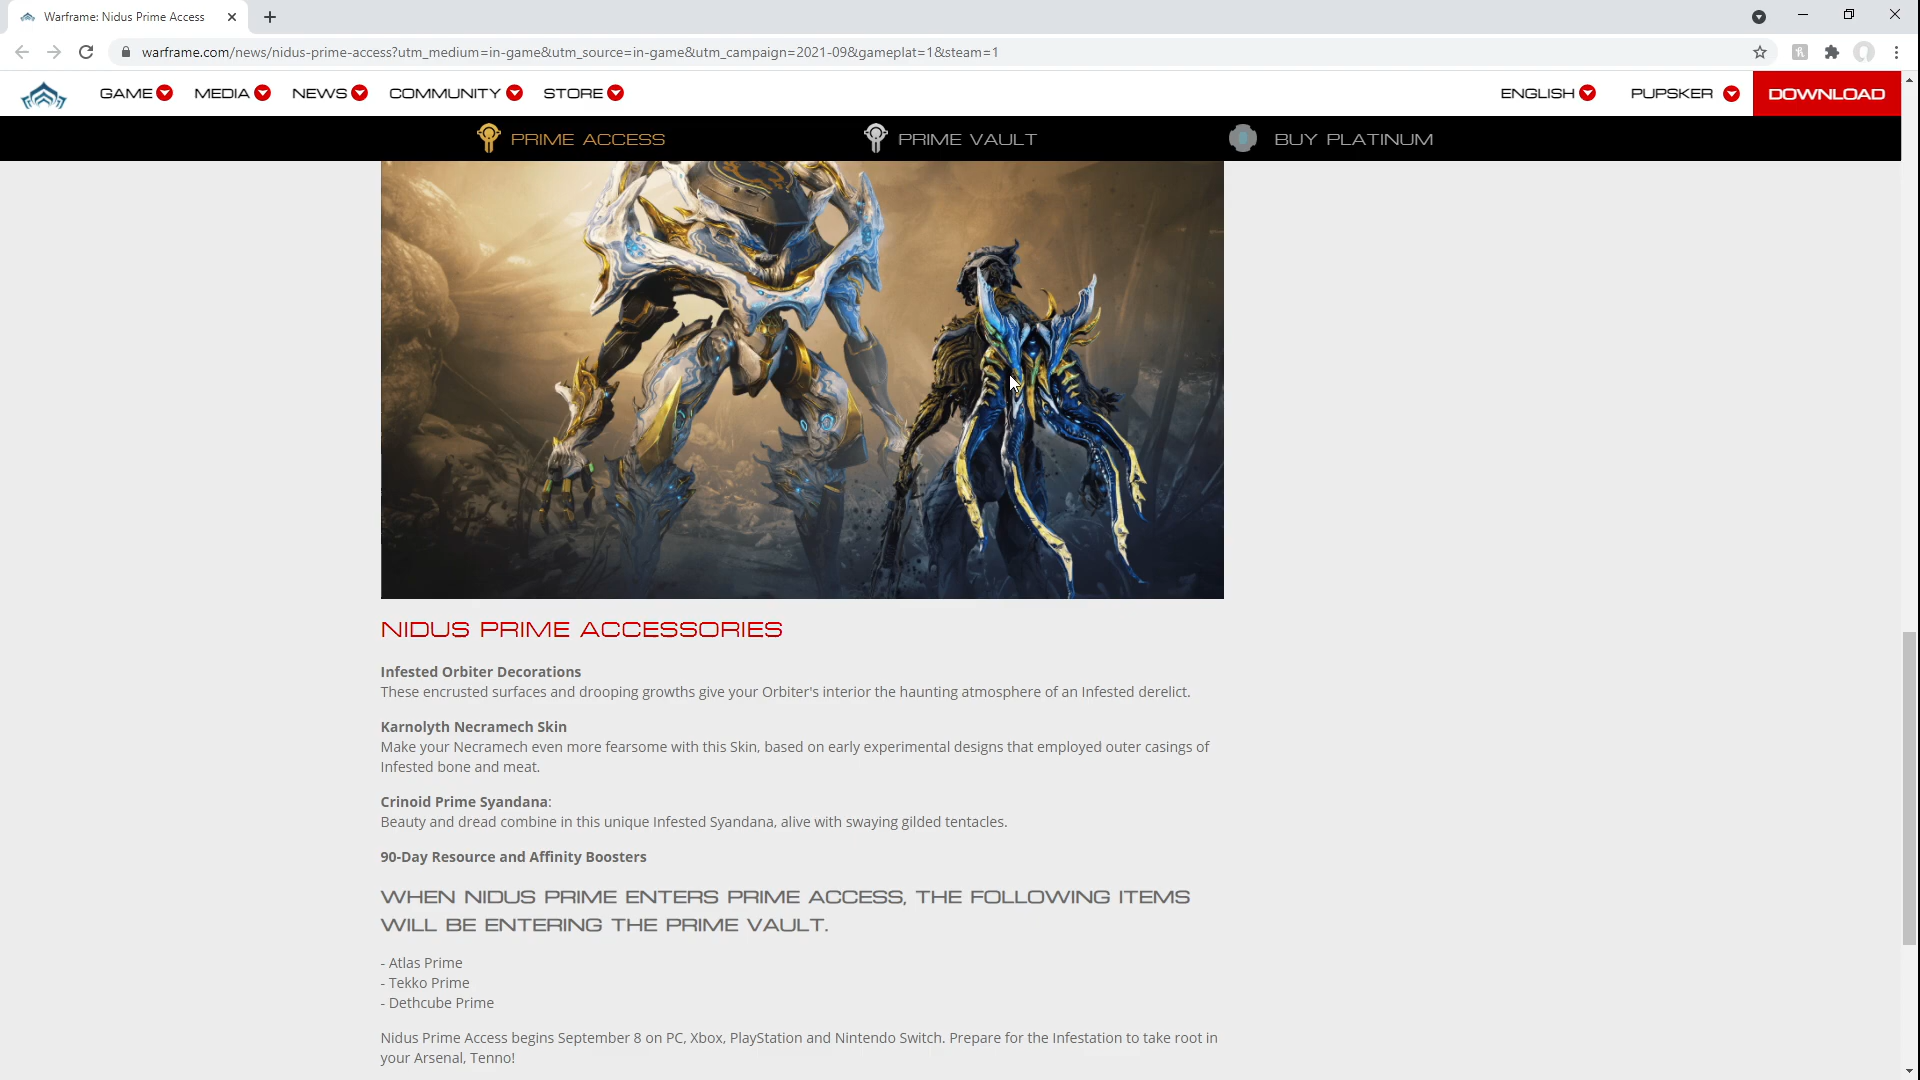 Warframe: Nidus Prime Access
warframe.com/news/nidus-prime-access?utm_medium=in-game&utm_source=in-game&utm_campaign=2021-09&gameplat=1&steam=1
GAME MEDIA NEWS COMMUNITY STORE ENGLISH PUPSKER DOWNLOAD
PRIME ACCESS PRIME VAULT BUY PLATINUM
NIDUS PRIME ACCESSORIES
Infested Orbiter Decorations
These encrusted surfaces and drooping growths give your Orbiter's interior the haunting atmosphere of an Infested derelict.
Karnolyth Necramech Skin
Make your Necramech even more fearsome with this Skin, based on early experimental designs that employed outer casings of
Infested bone and meat.
Crinoid Prime Syandana:
Beauty and dread combine in this unique Infested Syandana, alive with swaying gilded tentacles.
90-Day Resource and Affinity Boosters
WHEN NIDUS PRIME ENTERS PRIME ACCESS, THE FOLLOWING ITEMS
WILL BE ENTERING THE PRIME VAULT.
- Atlas Prime
- Tekko Prime
- Dethcube Prime
Nidus Prime Access begins September 8 on PC, Xbox, PlayStation and Nintendo Switch. Prepare for the Infestation to take root in
your Arsenal, Tenno!